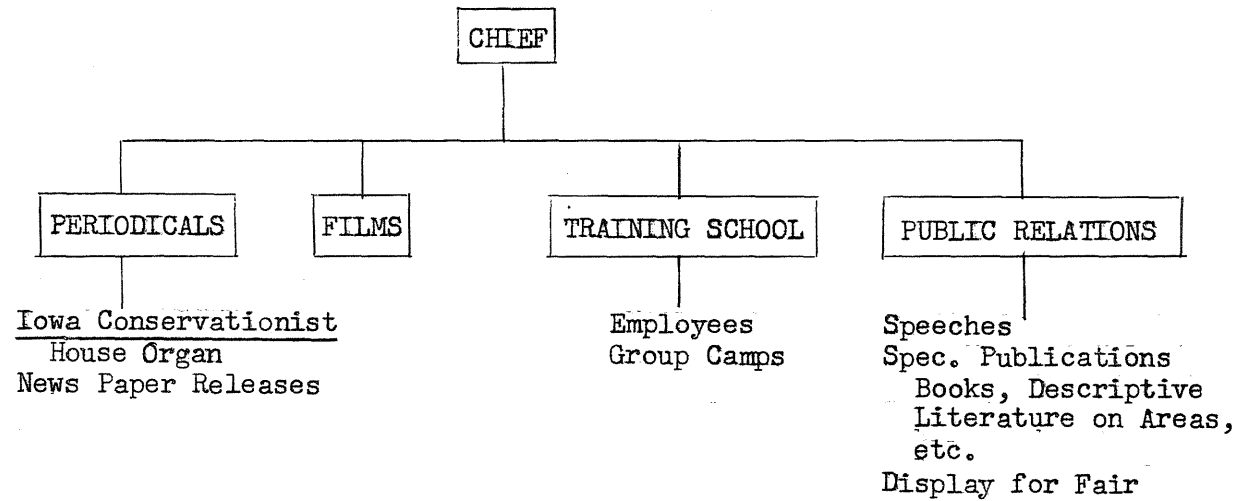 CHIEF
PERIODICALS
FILMS
TRAINING SCHOOL
PUBLIC RELATIONS
Iowa Conservationist
House Organ
News Paper Releases
Employees
Group Camps
Speeches
Spec. Publications
Books, Descriptive
Literature on Areas,
etc.
Display for Fair